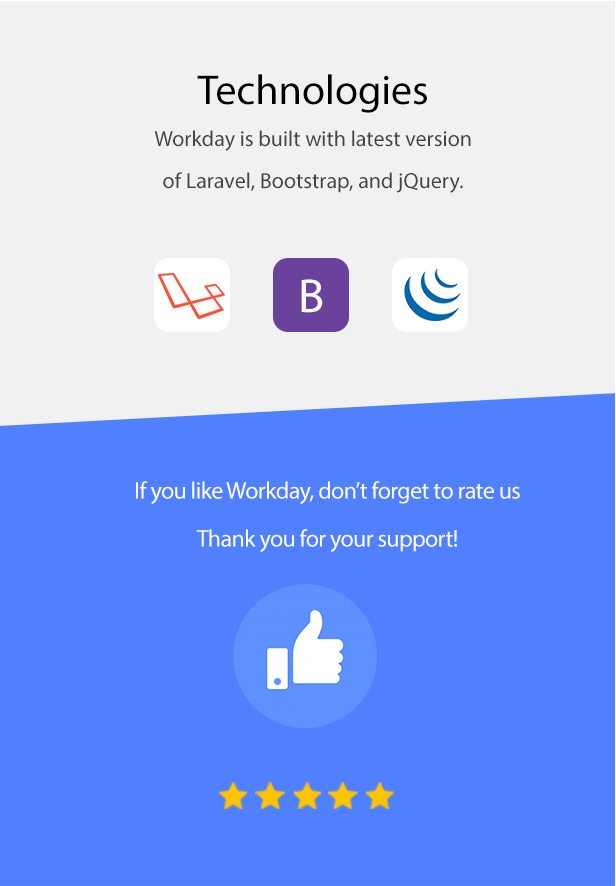 Technologies
Workday is built with latest version
of Laravel, Bootstrap, and jQuery.
B
If you like Workday, don’t forget to rate us
Thank you for your support!